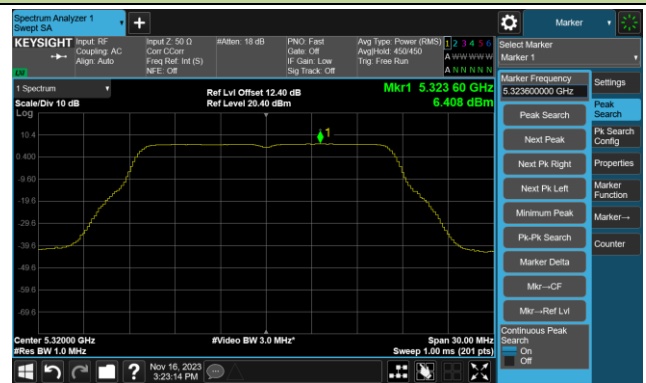 Spectrum Analyzer 1
Swept SA
Marker
KEYSIGHT
Input: RF
Coupling: AC
Align: Auto
Input Z: 50 Ω
Corr CCorr
Freq Ref: Int (S)
NFE: Off
#Atten: 18 dB
PNO: Fast
Gate: Off
IF Gain: Low
Sig Track: Off
Avg Type: Power (RMS)
Avg|Hold: 450/450
Trig: Free Run
1 2 3 4 5 6
A W W W W W
A N N N N N
LXI
Select Marker
Marker 1
1 Spectrum
Scale/Div 10 dB
Log
Ref Lvl Offset 12.40 dB
Ref Level 20.40 dBm
Mkr1 5.323 60 GHz
6.408 dBm
Marker Frequency
5.323600000 GHz
Peak Search
Next Peak
Next Pk Right
Next Pk Left
Minimum Peak
Pk-Pk Search
Marker Delta
Mkr→CF
Mkr→Ref Lvl
Continuous Peak
Search
On
Off
Settings
Peak
Search
Pk Search
Config
Properties
Marker
Function
Marker→
Counter
1
10.4
0.400
-9.60
-19.6
-29.6
-39.6
-49.6
-59.6
-69.6
Center 5.32000 GHz
#Res BW 1.0 MHz
#Video BW 3.0 MHz*
Span 30.00 MHz
Sweep 1.00 ms (201 pts)
?
Nov 16, 2023
3:23:14 PM